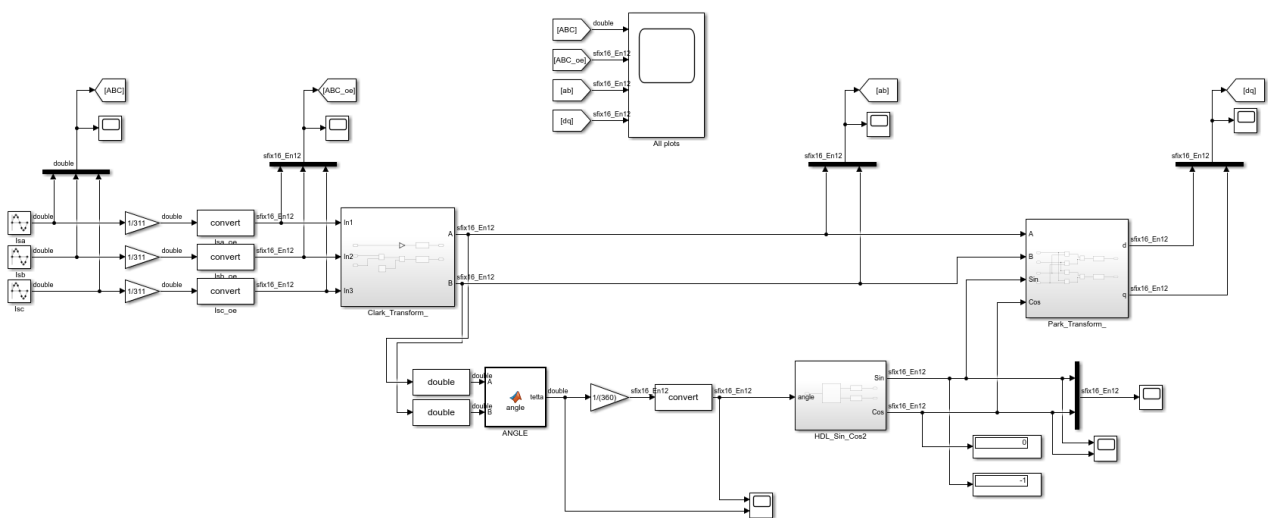 [ABC]
double
[ABC_oe]
sfix16_En12
[ab]
sfix16_En12
[dq]
sfix16_En12
All plots
[ABC]
[ABC_oe]
[ab]
[dq]
double
sfix16_En12
sfix16_En12
sfix16_En12
double
1/311
double
convert
sfix16_En12
Isa
Isa_oe
double
1/311
double
convert
sfix16_En12
Isb
Isb_oe
double
1/311
double
convert
sfix16_En12
Isc
Isc_oe
In1
In2
In3
A
B
Clark_Transform_
sfix16_En12
sfix16_En12
A
B
Sin
Cos
d
q
Park_Transform_
sfix16_En12
sfix16_En12
double
double
double
double
A
B
angle
tetta
ANGLE
double
1/(360)
sfix16_En12
convert
sfix16_En12
angle
Sin
Cos
HDL_Sin_Cos2
sfix16_En12
sfix16_En12
sfix16_En12
0
-1